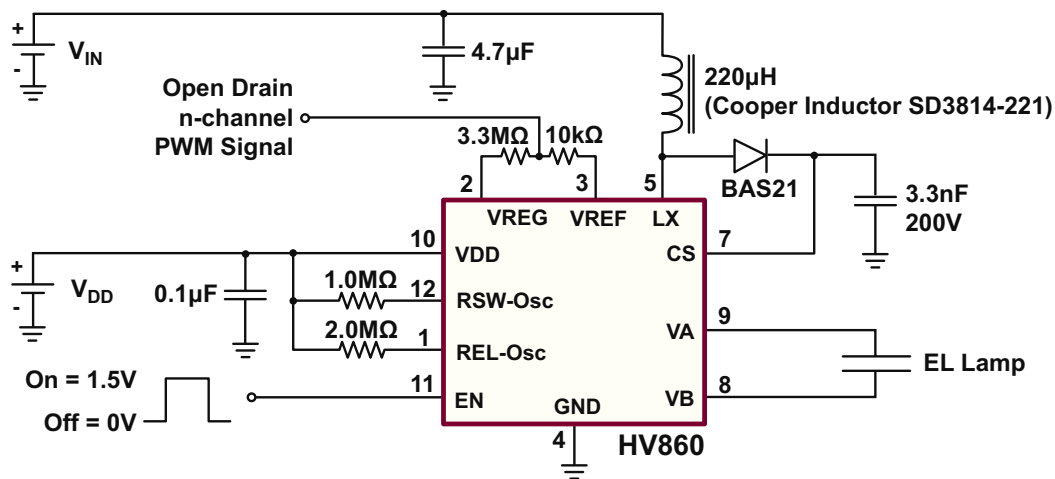 +
V_IN
-
4.7µF
220µH
(Cooper Inductor SD3814-221)
Open Drain
n-channel
PWM Signal
3.3MΩ
10kΩ
2
3
5
BAS21
3.3nF
200V
VREG
VREF
LX
10
VDD
CS
7
+
V_DD
-
0.1µF
1.0MΩ
12
RSW-Osc
2.0MΩ
1
REL-Osc
VA
9
EL Lamp
On = 1.5V
Off = 0V
11
EN
GND
VB
8
4
HV860